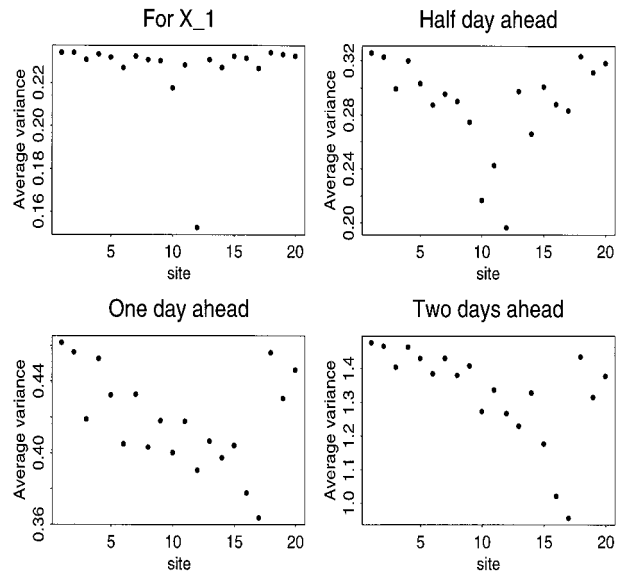 For X_1
Average variance
0.16 0.18 0.20 0.22
5 10 15 20
site
Half day ahead
Average variance
0.20 0.24 0.28 0.32
5 10 15 20
site
One day ahead
Average variance
0.36 0.40 0.44
5 10 15 20
site
Two days ahead
Average variance
1.0 1.1 1.2 1.3 1.4
5 10 15 20
site